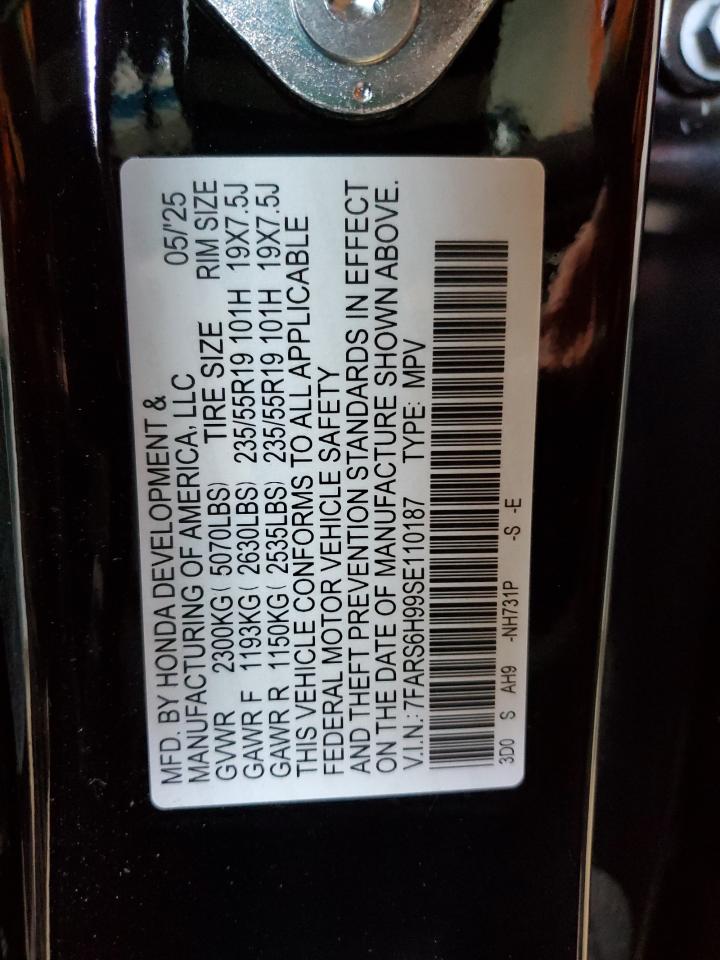 MFD. BY HONDA DEVELOPMENT &
MANUFACTURING OF AMERICA, LLC 05/'25
GVWR 2300KG( 5070LBS) TIRE SIZE RIM SIZE
GAWR F 1193KG( 2630LBS) 235/55R19 101H 19X7.5J
GAWR R 1150KG( 2535LBS) 235/55R19 101H 19X7.5J
THIS VEHICLE CONFORMS TO ALL APPLICABLE
FEDERAL MOTOR VEHICLE SAFETY
AND THEFT PREVENTION STANDARDS IN EFFECT
ON THE DATE OF MANUFACTURE SHOWN ABOVE.
V.I.N.: 7FARS6H99SE110187 TYPE: MPV
3D0 S AH9 -NH731P -S -E